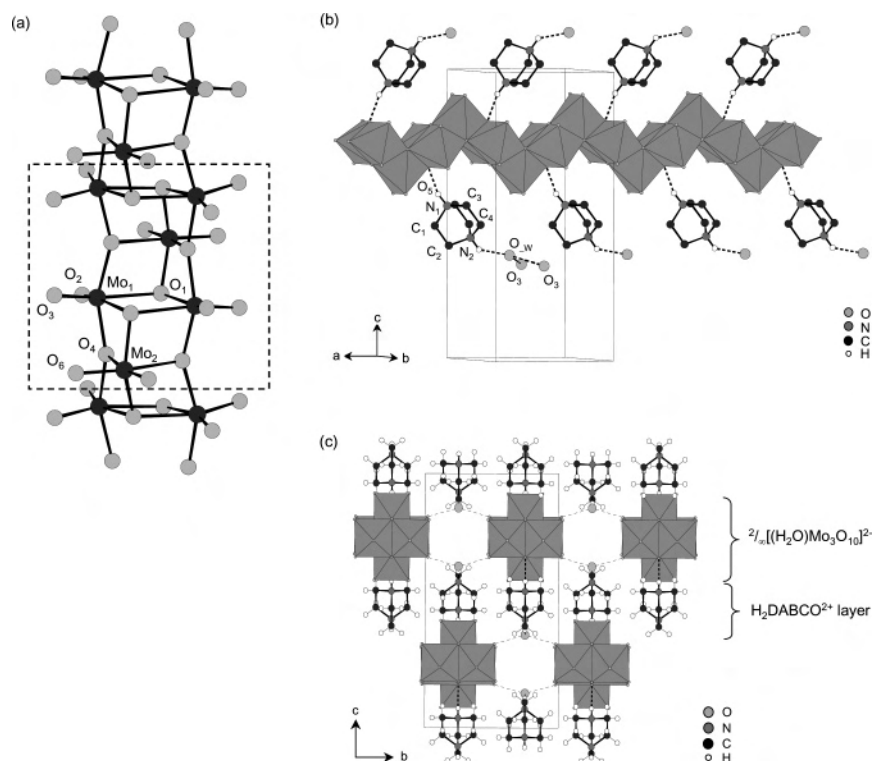 (a)
O₂
Mo₁
O₁
O₃
O₄
Mo₂
O₆
(b)
O₅
N₁
C₃
C₁
C₄
C₂
N₂
O_w
O₃
O₃
c
a
b
O
N
C
H
(c)
²/∞[(H₂O)Mo₃O₁₀]²⁻
H₂DABCO²⁺ layer
c
b
O
N
C
H